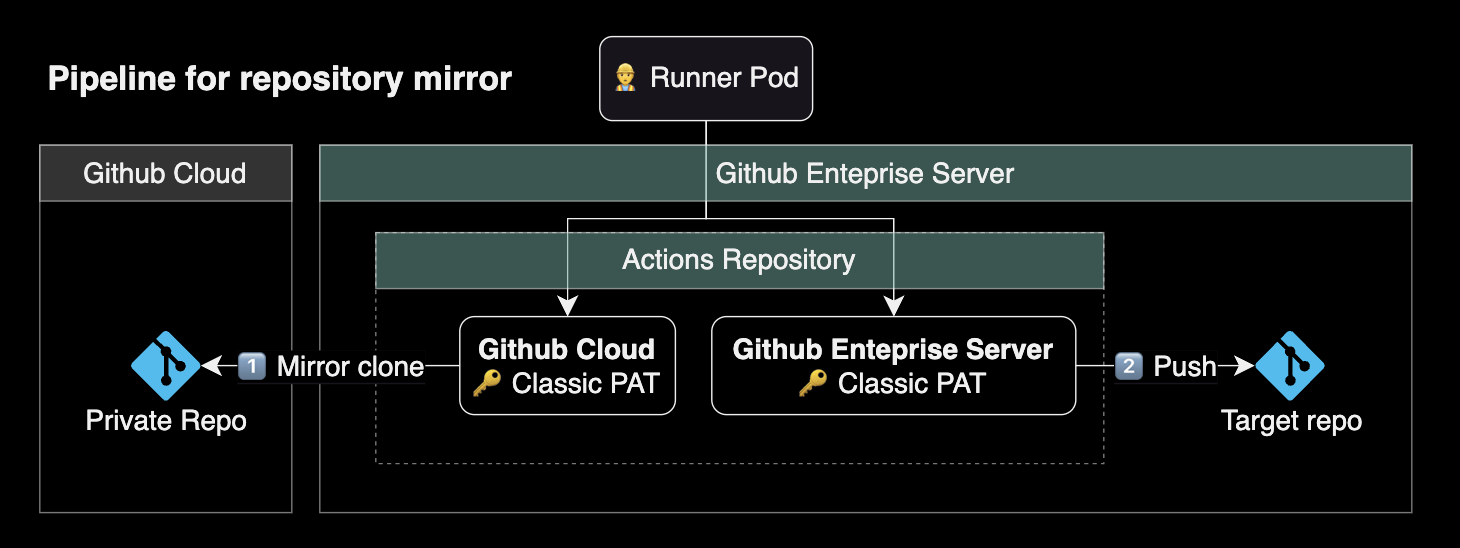 Pipeline for repository mirror
Runner Pod
Github Cloud
Github Enteprise Server
Actions Repository
Github Cloud
Classic PAT
Github Enteprise Server
Classic PAT
1 Mirror clone
2 Push
Private Repo
Target repo